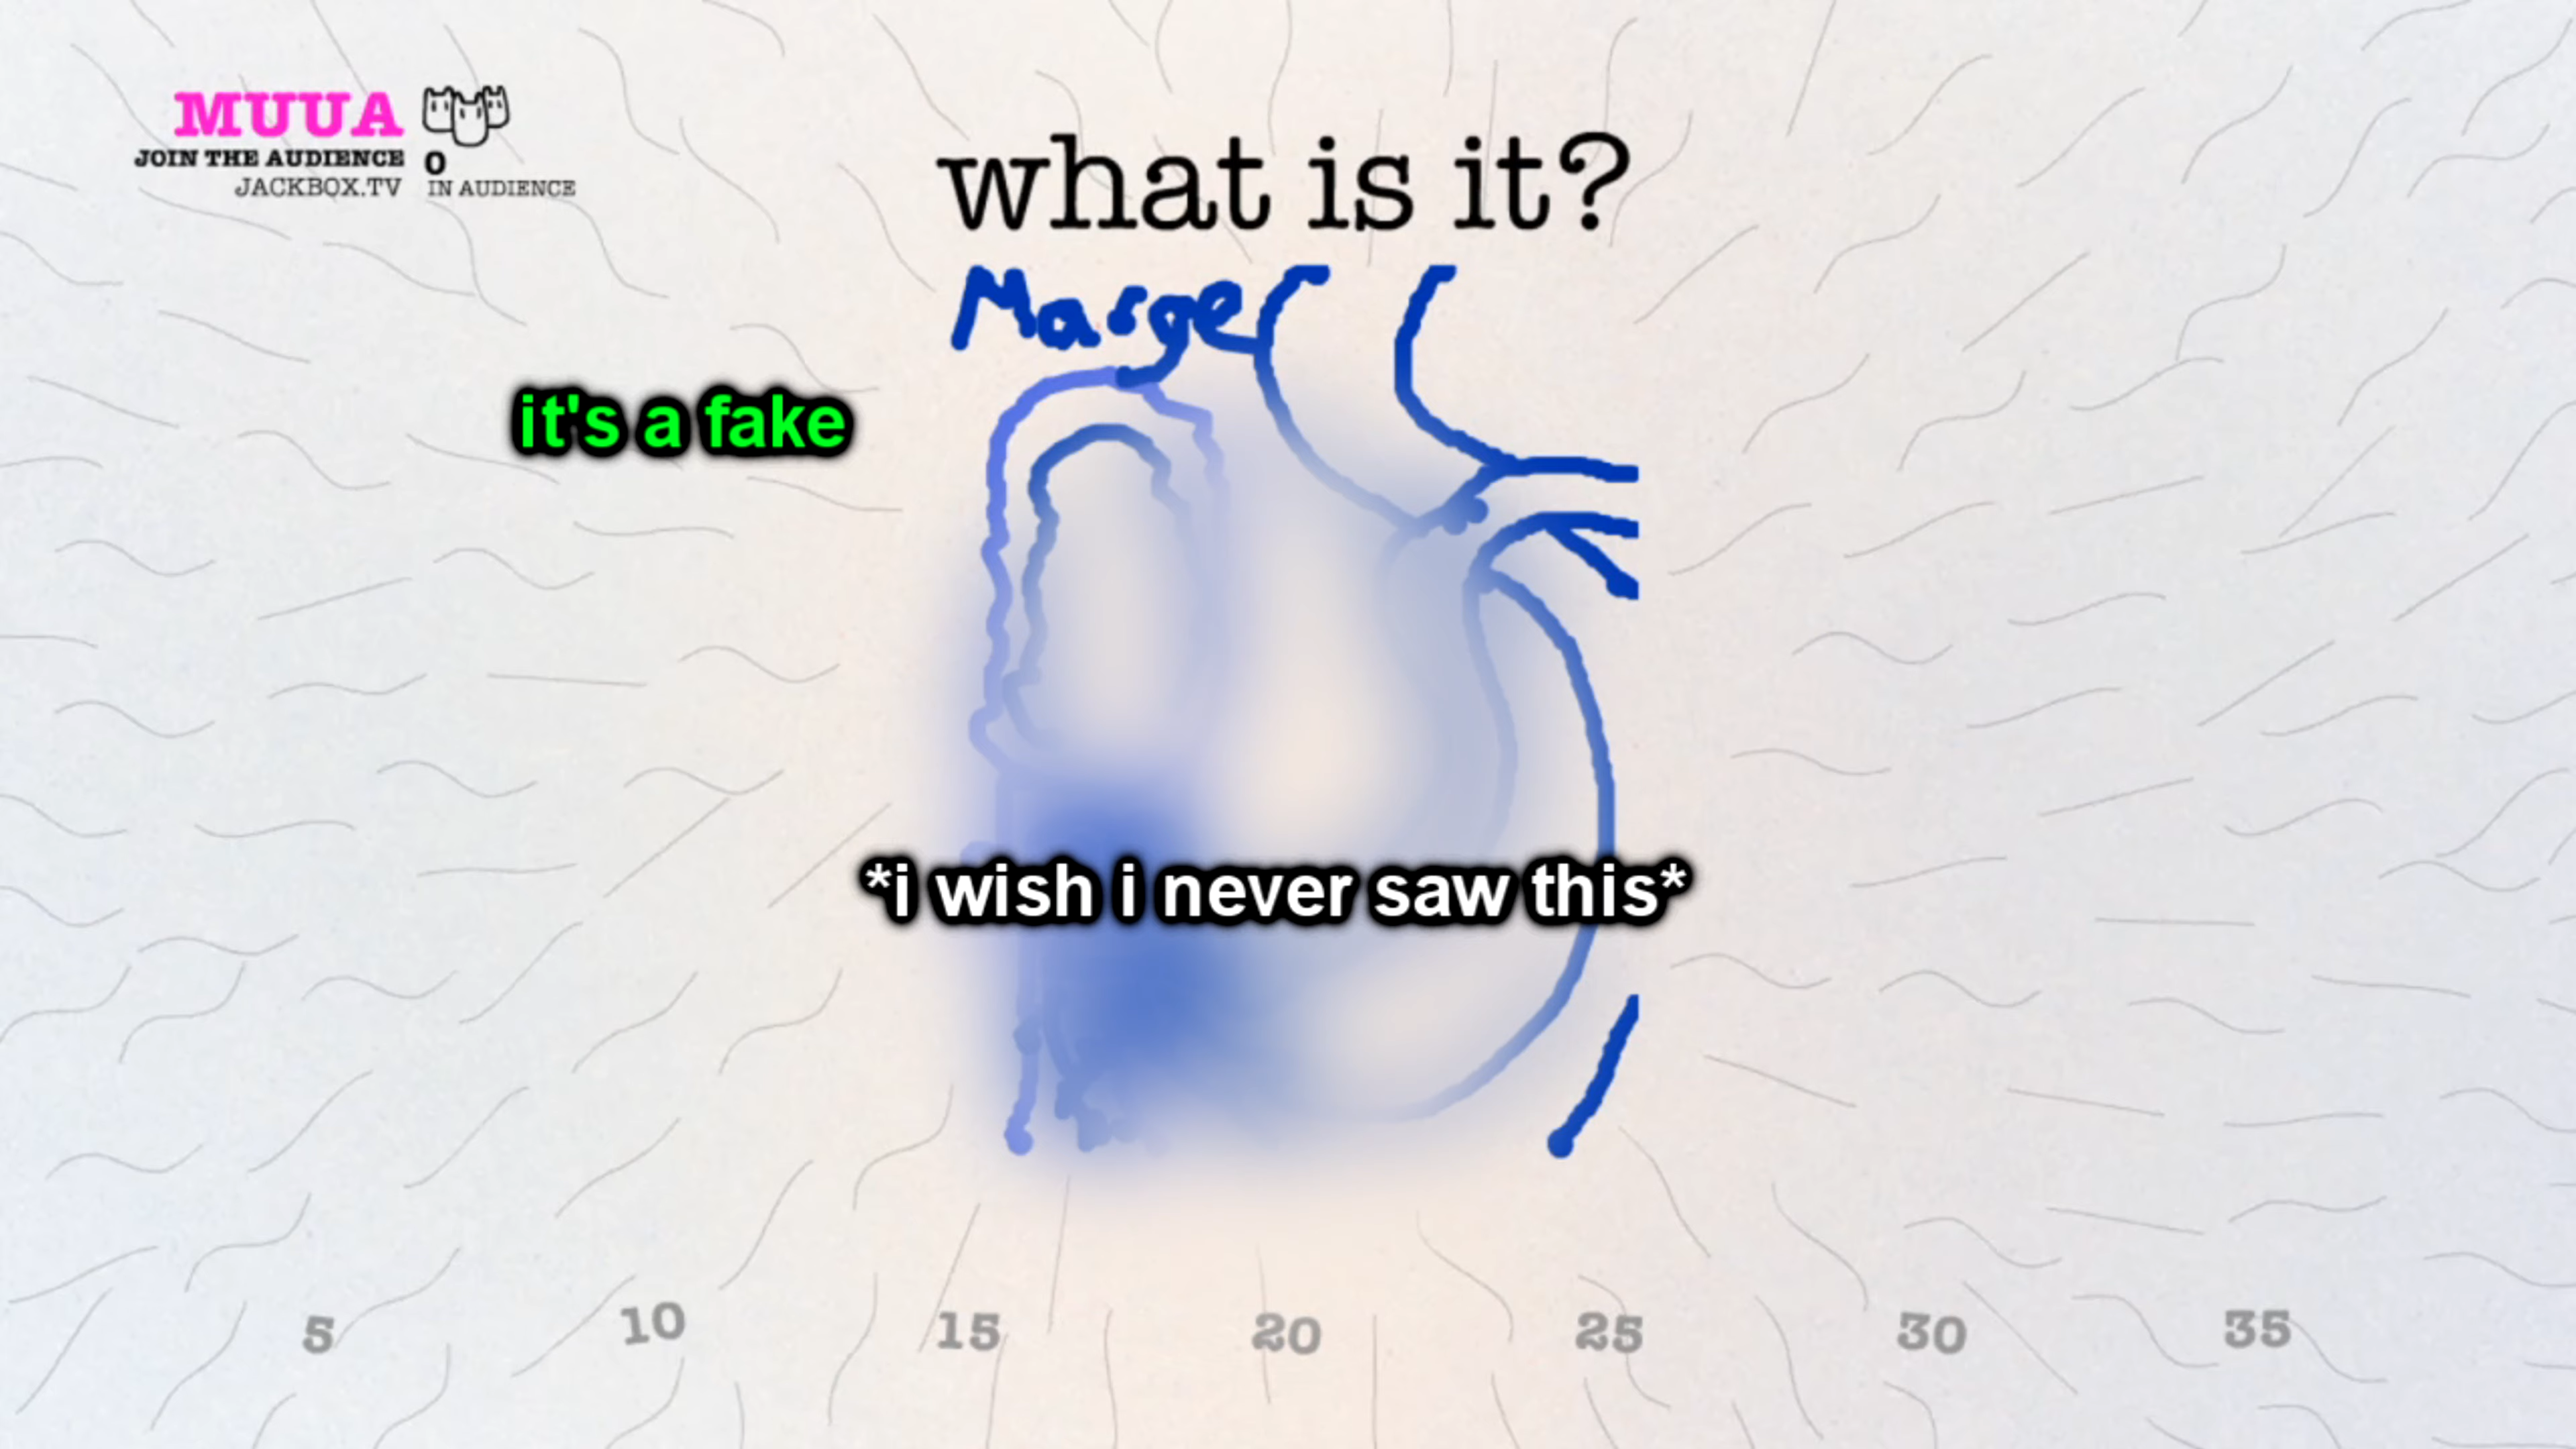 MUUA
JOIN THE AUDIENCE
JACKBOX.TV
0
IN AUDIENCE
what is it?
Marge
it's a fake
*i wish i never saw this*
5 10 15 20 25 30 35